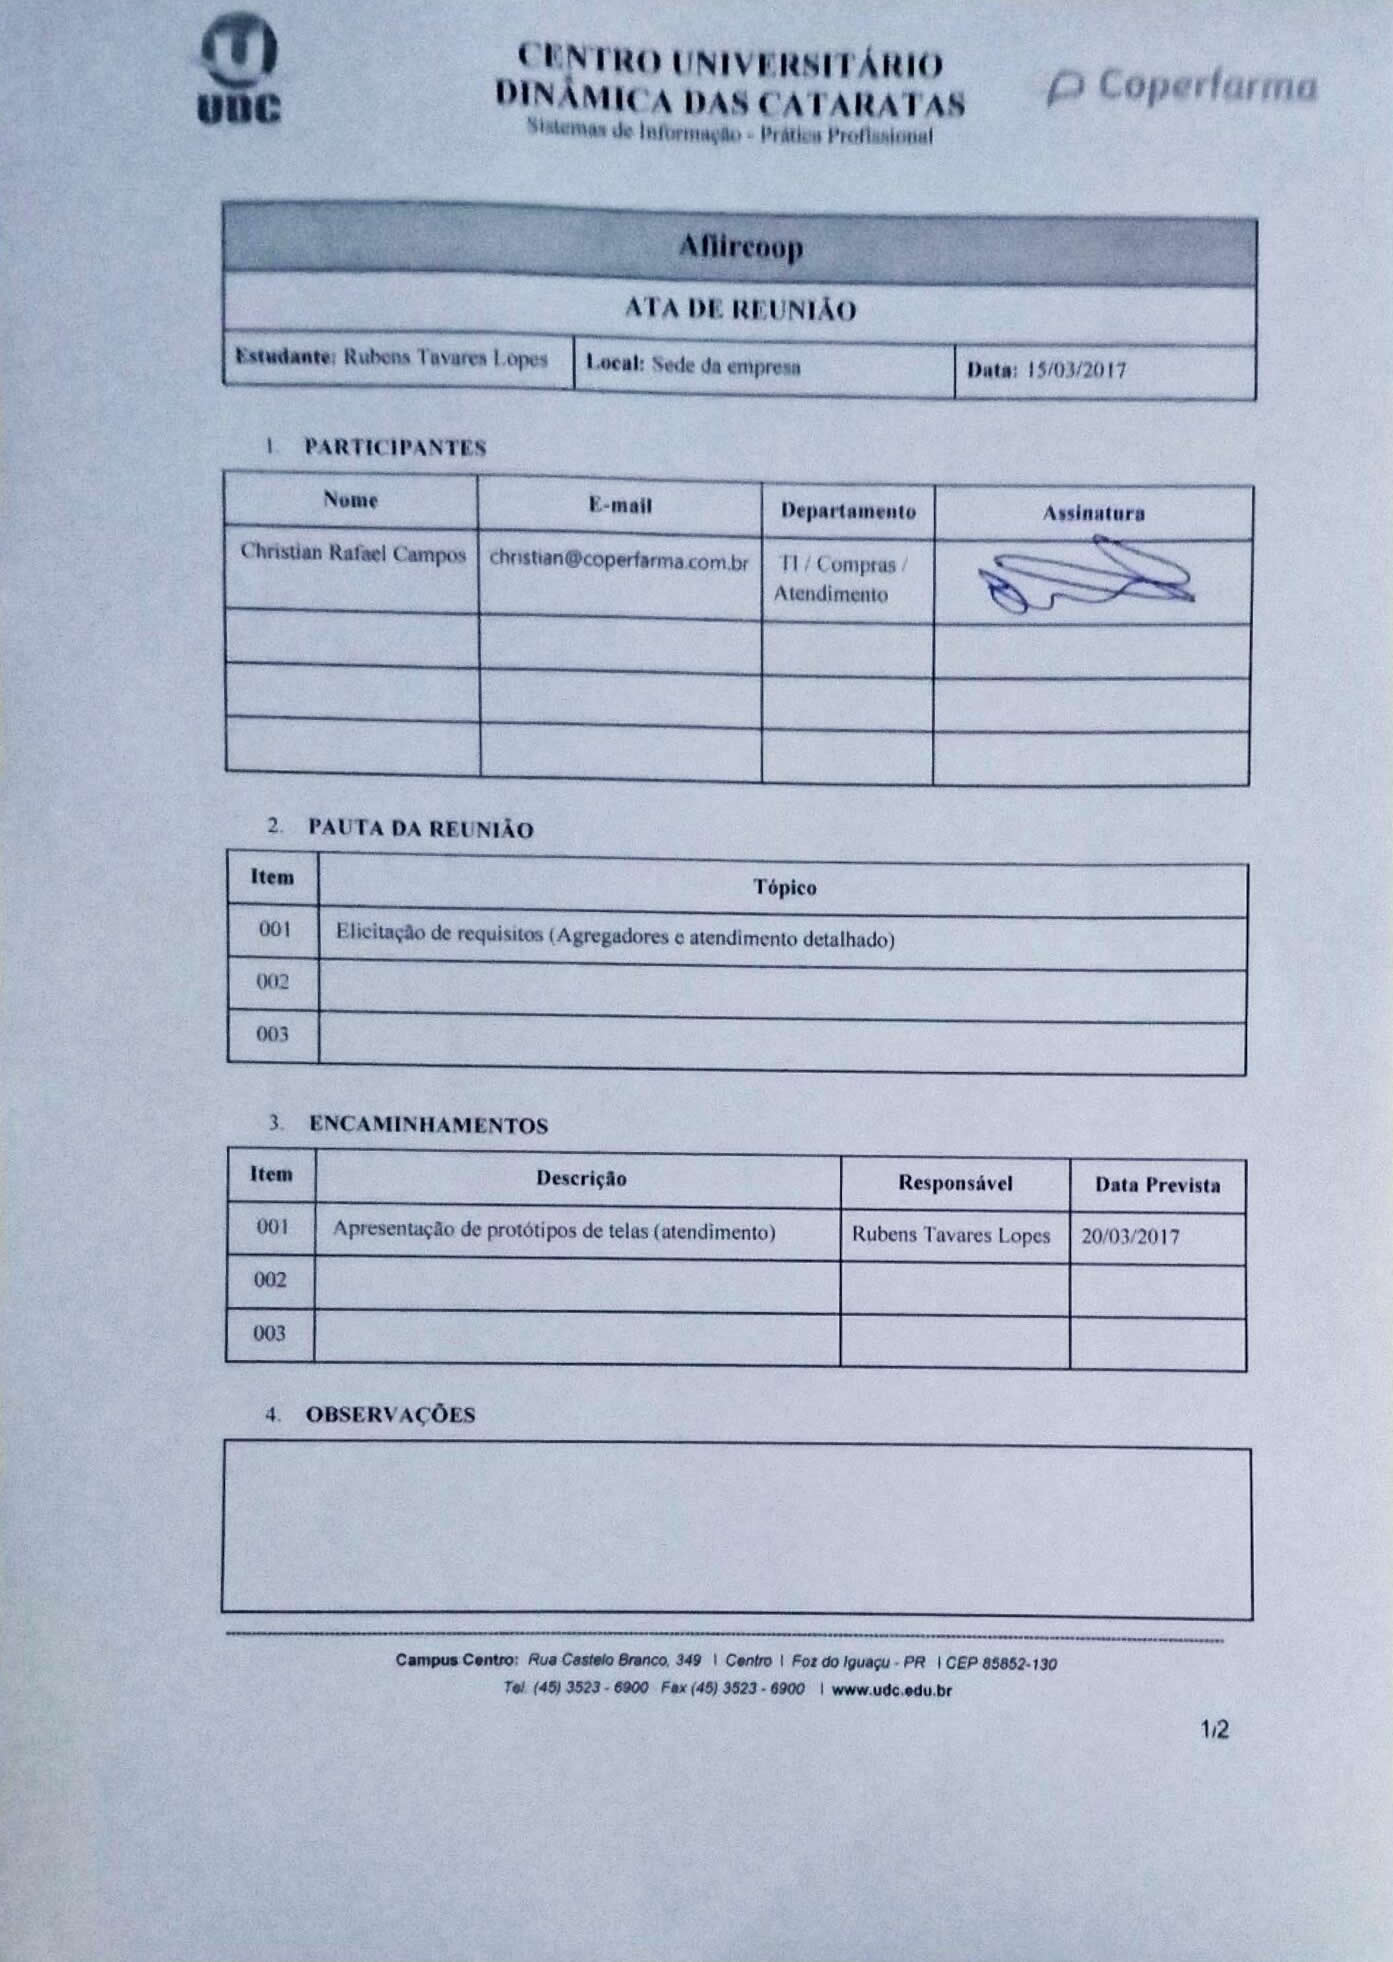 UDC
CENTRO UNIVERSITÁRIO
DINÂMICA DAS CATARATAS
Sistemas de Informação - Prática Profissional
Coperfarma
Afiircoop
ATA DE REUNIÃO
Estudante: Rubens Tavares Lopes Local: Sede da empresa Data: 15/03/2017
1. PARTICIPANTES
Nome E-mail Departamento Assinatura
Christian Rafael Campos christian@coperfarma.com.br TI / Compras /
Atendimento
2. PAUTA DA REUNIÃO
Item Tópico
001 Elicitação de requisitos (Agregadores e atendimento detalhado)
002
003
3. ENCAMINHAMENTOS
Item Descrição Responsável Data Prevista
001 Apresentação de protótipos de telas (atendimento) Rubens Tavares Lopes 20/03/2017
002
003
4. OBSERVAÇÕES
Campus Centro: Rua Castelo Branco, 349 | Centro | Foz do Iguaçu - PR | CEP 85852-130
Tel. (45) 3523 - 6900 Fax (45) 3523 - 6900 | www.udc.edu.br
1/2